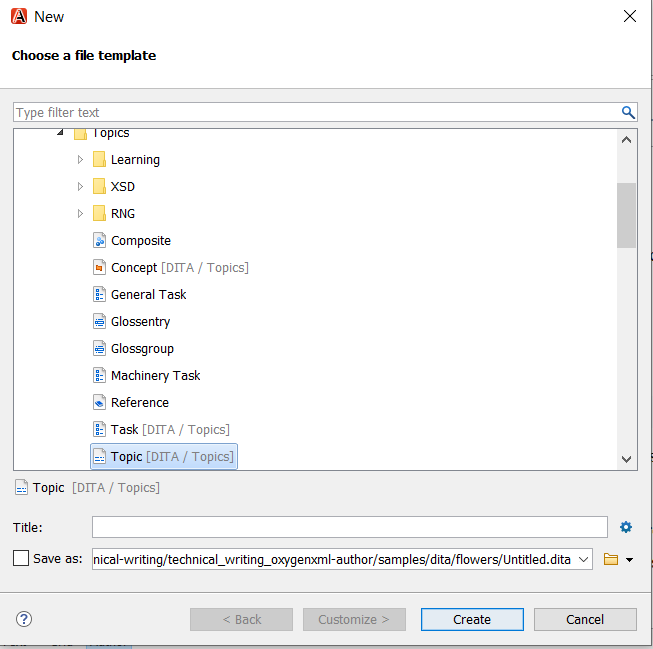 New
Choose a file template
Type filter text
Topics
Learning
XSD
RNG
Composite
Concept [DITA / Topics]
General Task
Glossentry
Glossgroup
Machinery Task
Reference
Task [DITA / Topics]
Topic [DITA / Topics]
Topic [DITA / Topics]
Title:
Save as: nical-writing/technical_writing_oxygenxml-author/samples/dita/flowers/Untitled.dita
? < Back Customize > Create Cancel